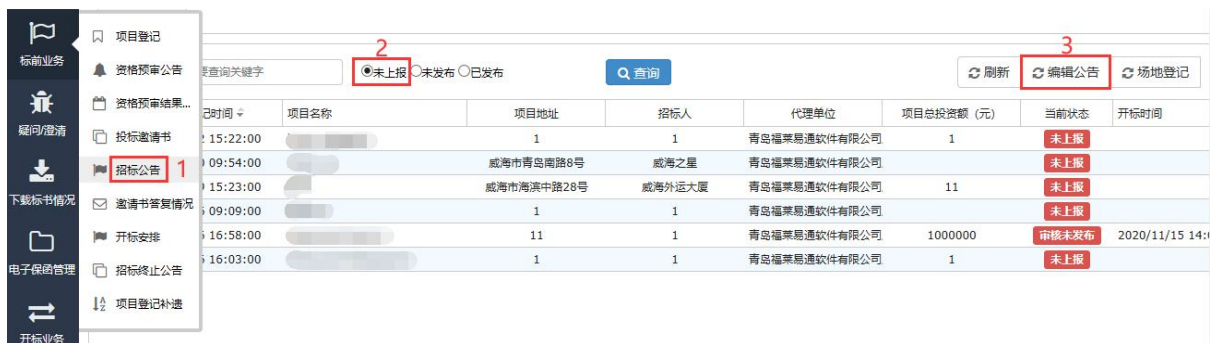 标前业务
疑问/澄清
下载标书情况
电子保函管理
开标业务
项目登记
资格预审公告
资格预审结果...
投标邀请书
招标公告 1
邀请书答复情况
开标安排
招标终止公告
项目登记补遗
2
3
查询关键字 未上报 未发布 已发布 查询 刷新 编辑公告 场地登记
记时间 项目名称 项目地址 招标人 代理单位 项目总投资额（元） 当前状态 开标时间
15:22:00 1 1 青岛福莱易通软件有限公司 1 未上报
09:54:00 威海市青岛南路8号 威海之星 青岛福莱易通软件有限公司 未上报
15:23:00 威海市海滨中路28号 威海外运大厦 青岛福莱易通软件有限公司 11 未上报
09:09:00 1 1 青岛福莱易通软件有限公司 未上报
16:58:00 11 1 青岛福莱易通软件有限公司 1000000 审核未发布 2020/11/15 14:
16:03:00 1 1 青岛福莱易通软件有限公司 1 未上报